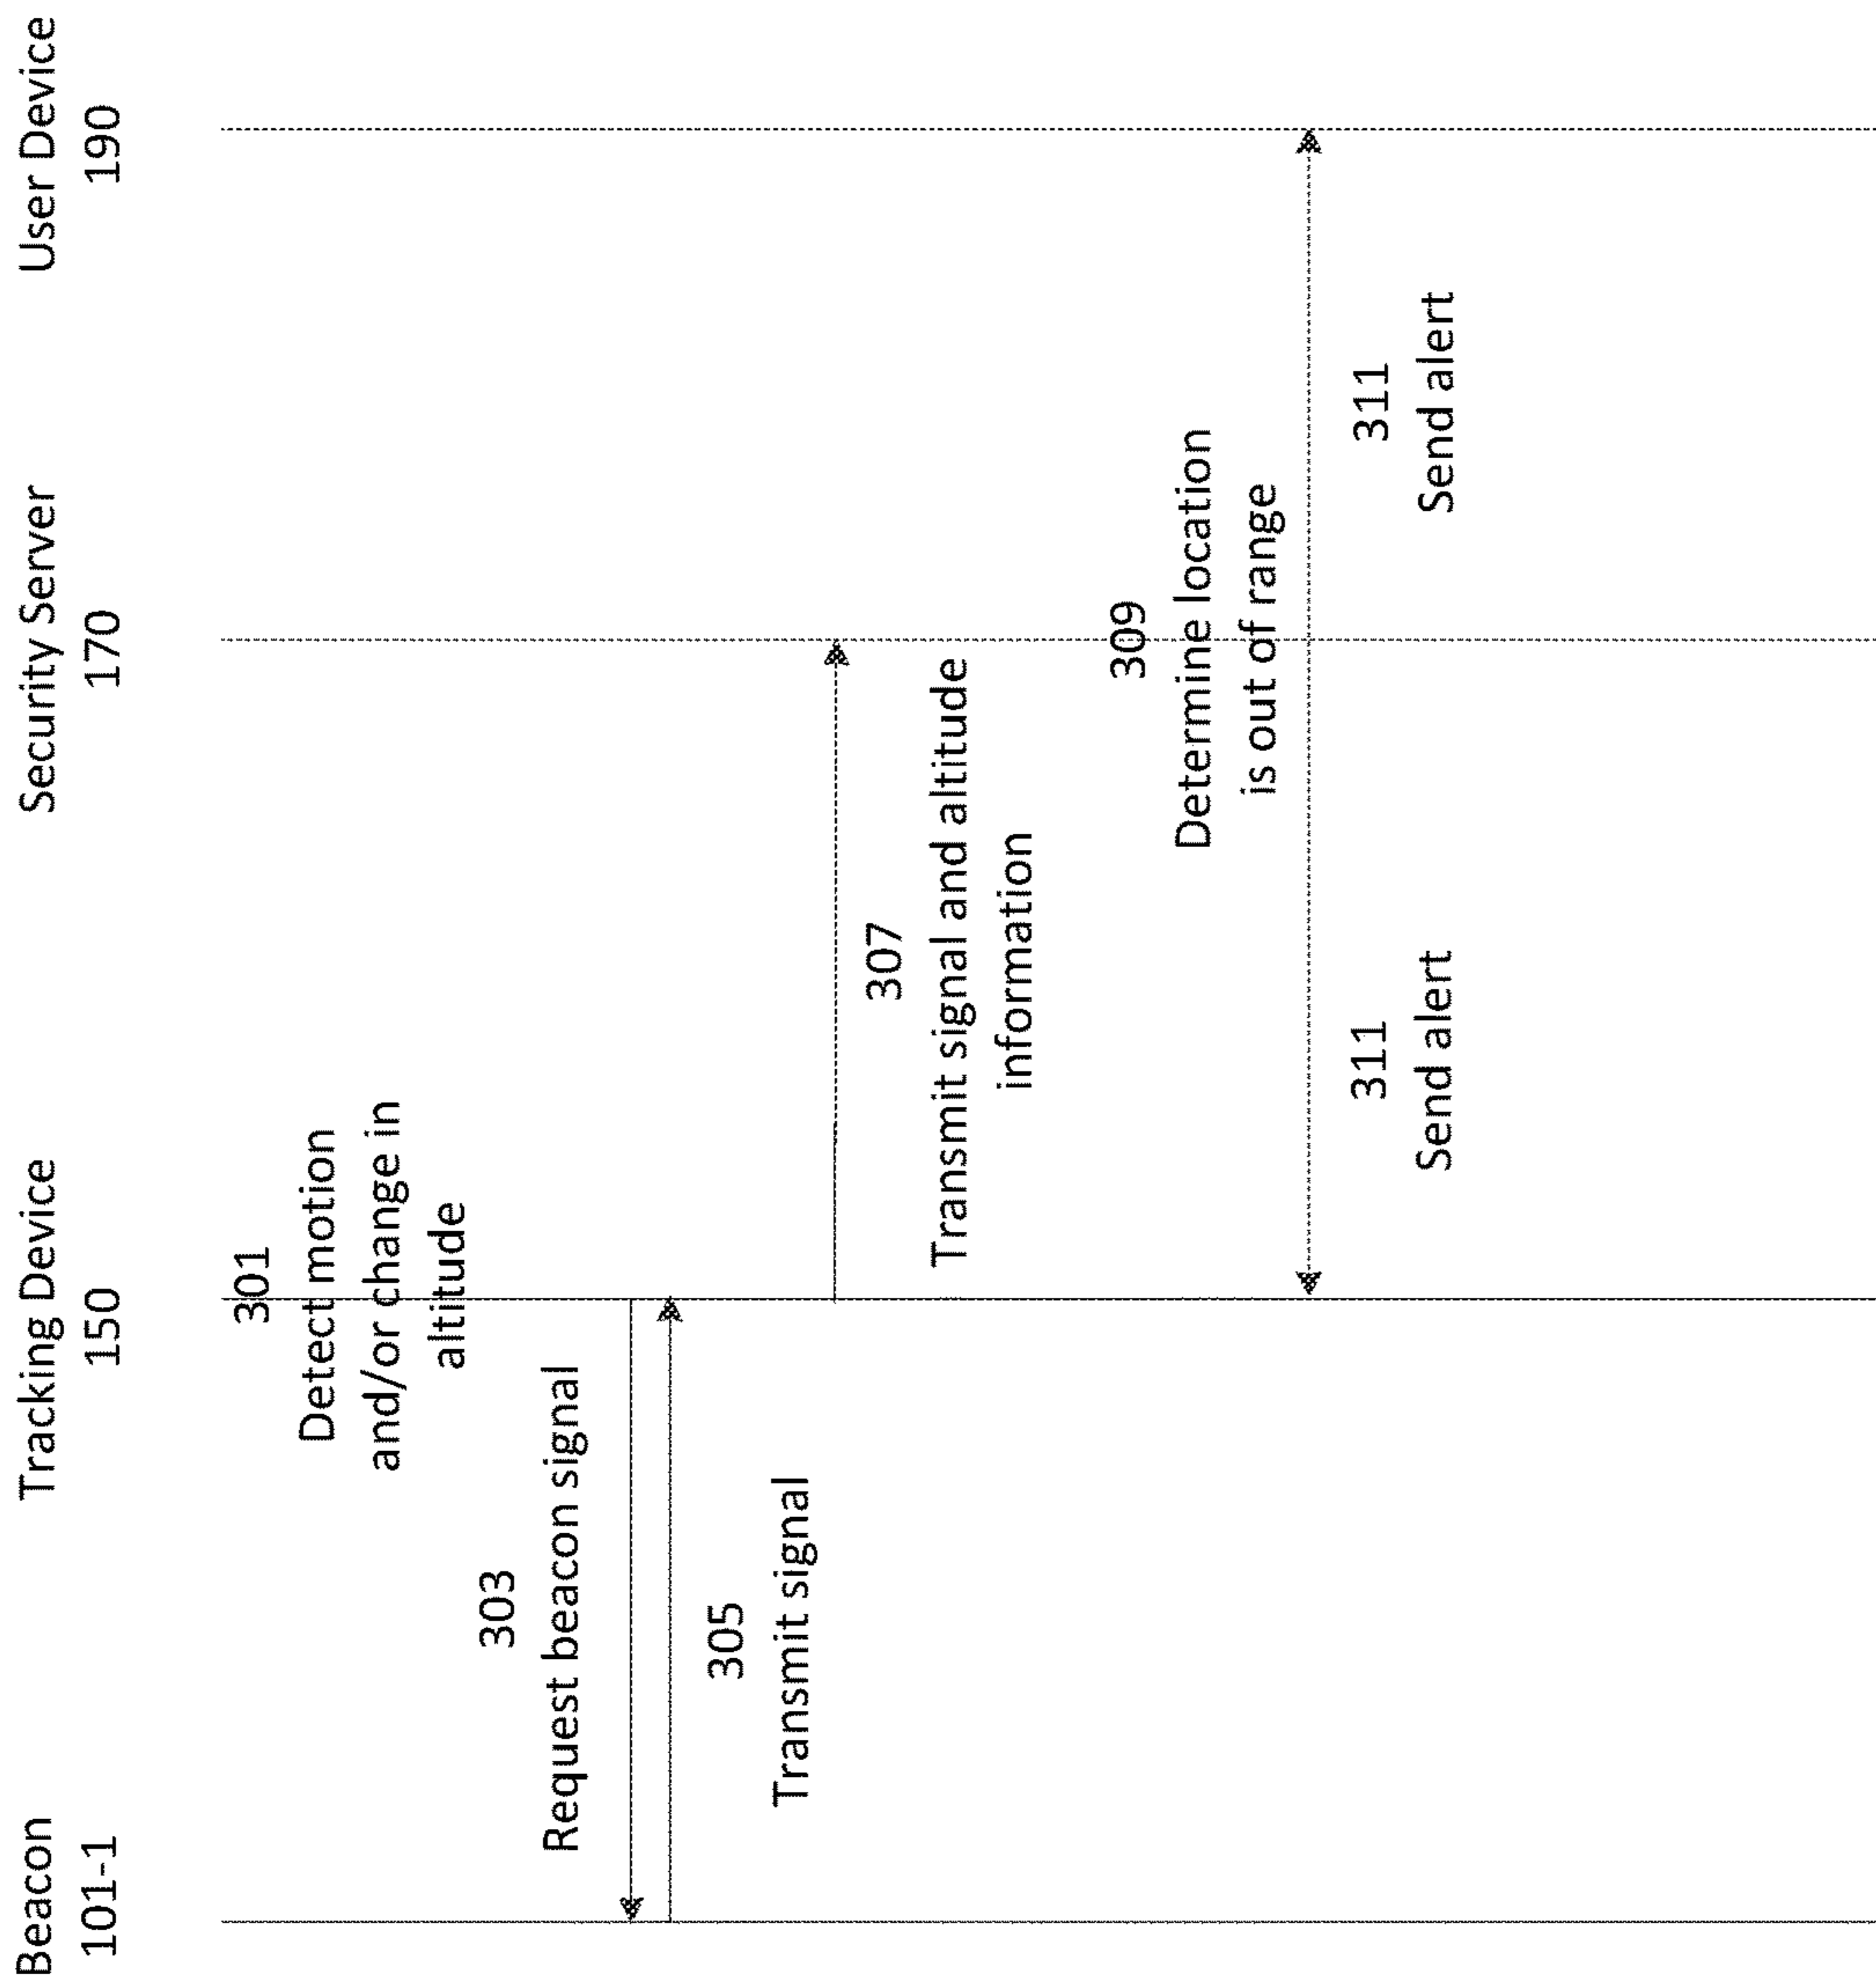 Beacon
101-1
Tracking Device
150
Security Server
170
User Device
190
301
Detect motion
and/or change in
altitude
303
Request beacon signal
305
Transmit signal
307
Transmit signal and altitude
information
309
Determine location
is out of range
311
Send alert
311
Send alert